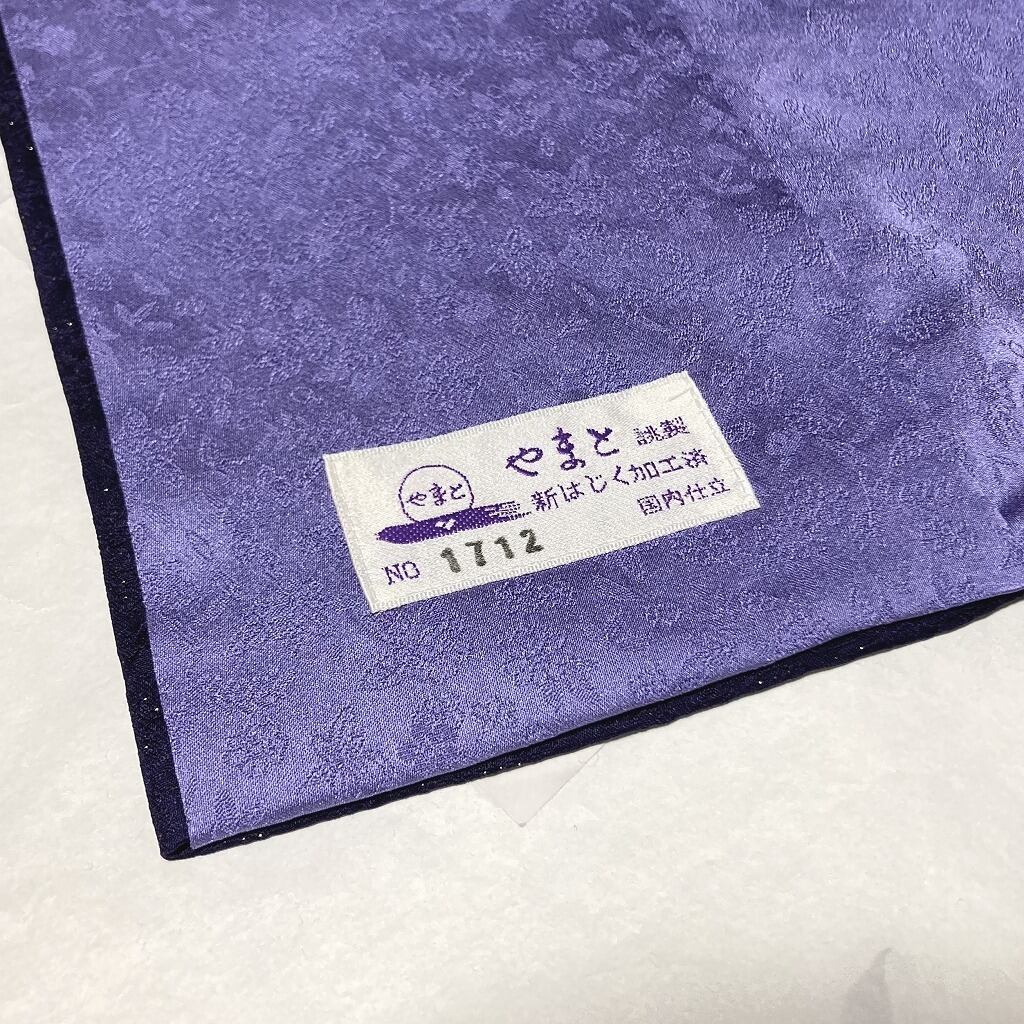 やまと 誂製
やまと
新はじく加工済
国内仕立
NO 1712